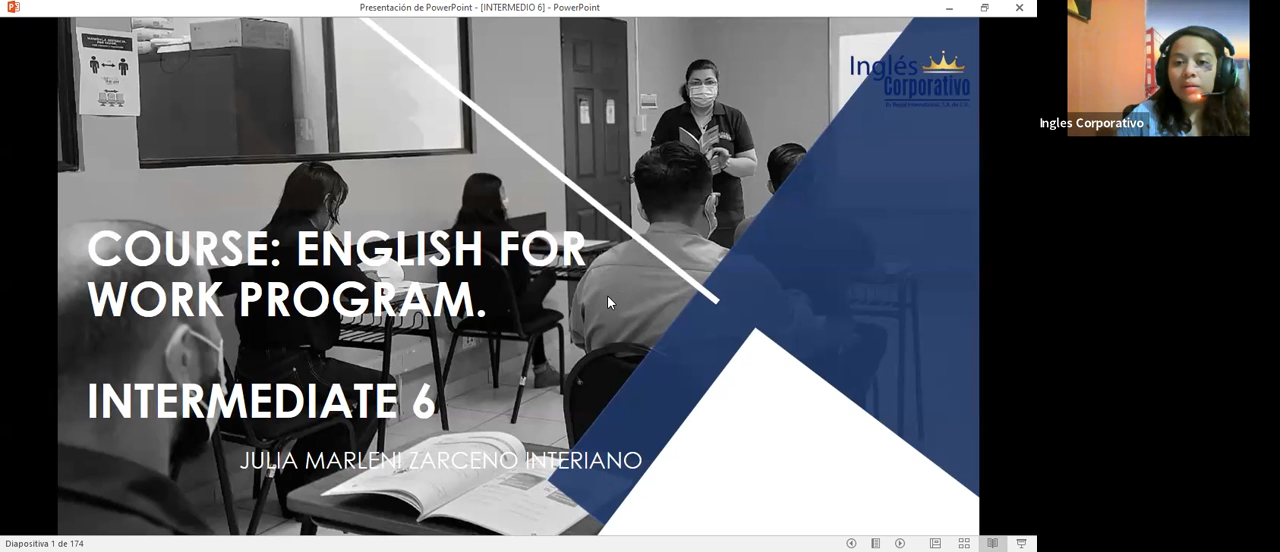 Presentación de PowerPoint - [INTERMEDIO 6] - PowerPoint
Inglés
Corporativo
Ingles Corporativo
COURSE: ENGLISH FOR
WORK PROGRAM.
INTERMEDIATE 6
JULIA MARLENI ZARCENO INTERIANO
Diapositiva 1 de 174